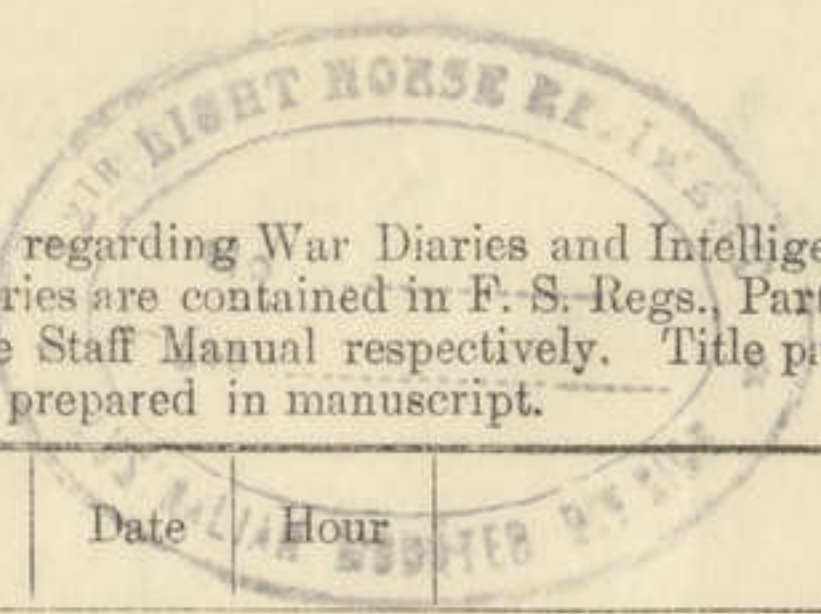 LIGHT HORSE
regarding War Diaries and Intellige
ries are contained in F. S. Regs., Part
e Staff Manual respectively. Title pa
prepared in manuscript.
Date Hour